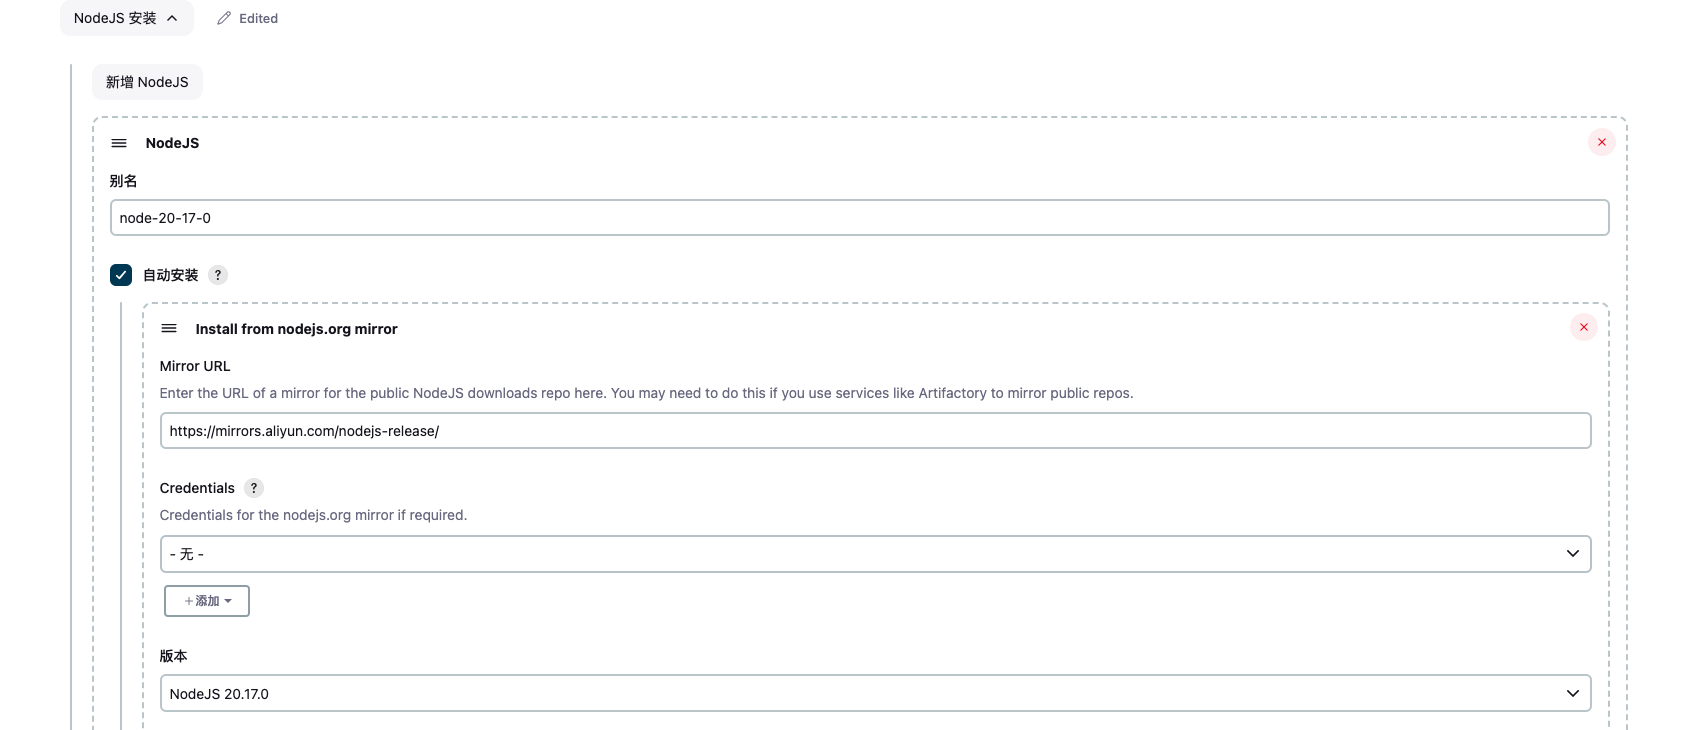 NodeJS 安装
Edited
新增 NodeJS
NodeJS
别名
node-20-17-0
自动安装 ?
Install from nodejs.org mirror
Mirror URL
Enter the URL of a mirror for the public NodeJS downloads repo here. You may need to do this if you use services like Artifactory to mirror public repos.
https://mirrors.aliyun.com/nodejs-release/
Credentials ?
Credentials for the nodejs.org mirror if required.
- 无 -
+添加
版本
NodeJS 20.17.0